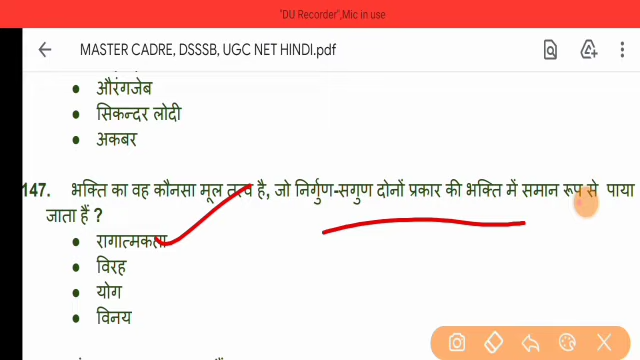 "DU Recorder",Mic in use
MASTER CADRE, DSSSB, UGC NET HINDI.pdf
• औरंगजेब
• सिकन्दर लोदी
• अकबर
147. भक्ति का वह कौनसा मूल तत्व है, जो निर्गुण-सगुण दोनों प्रकार की भक्ति में समान रूप से पाया
जाता हैं ?
• रागात्मकता
• विरह
• योग
• विनय